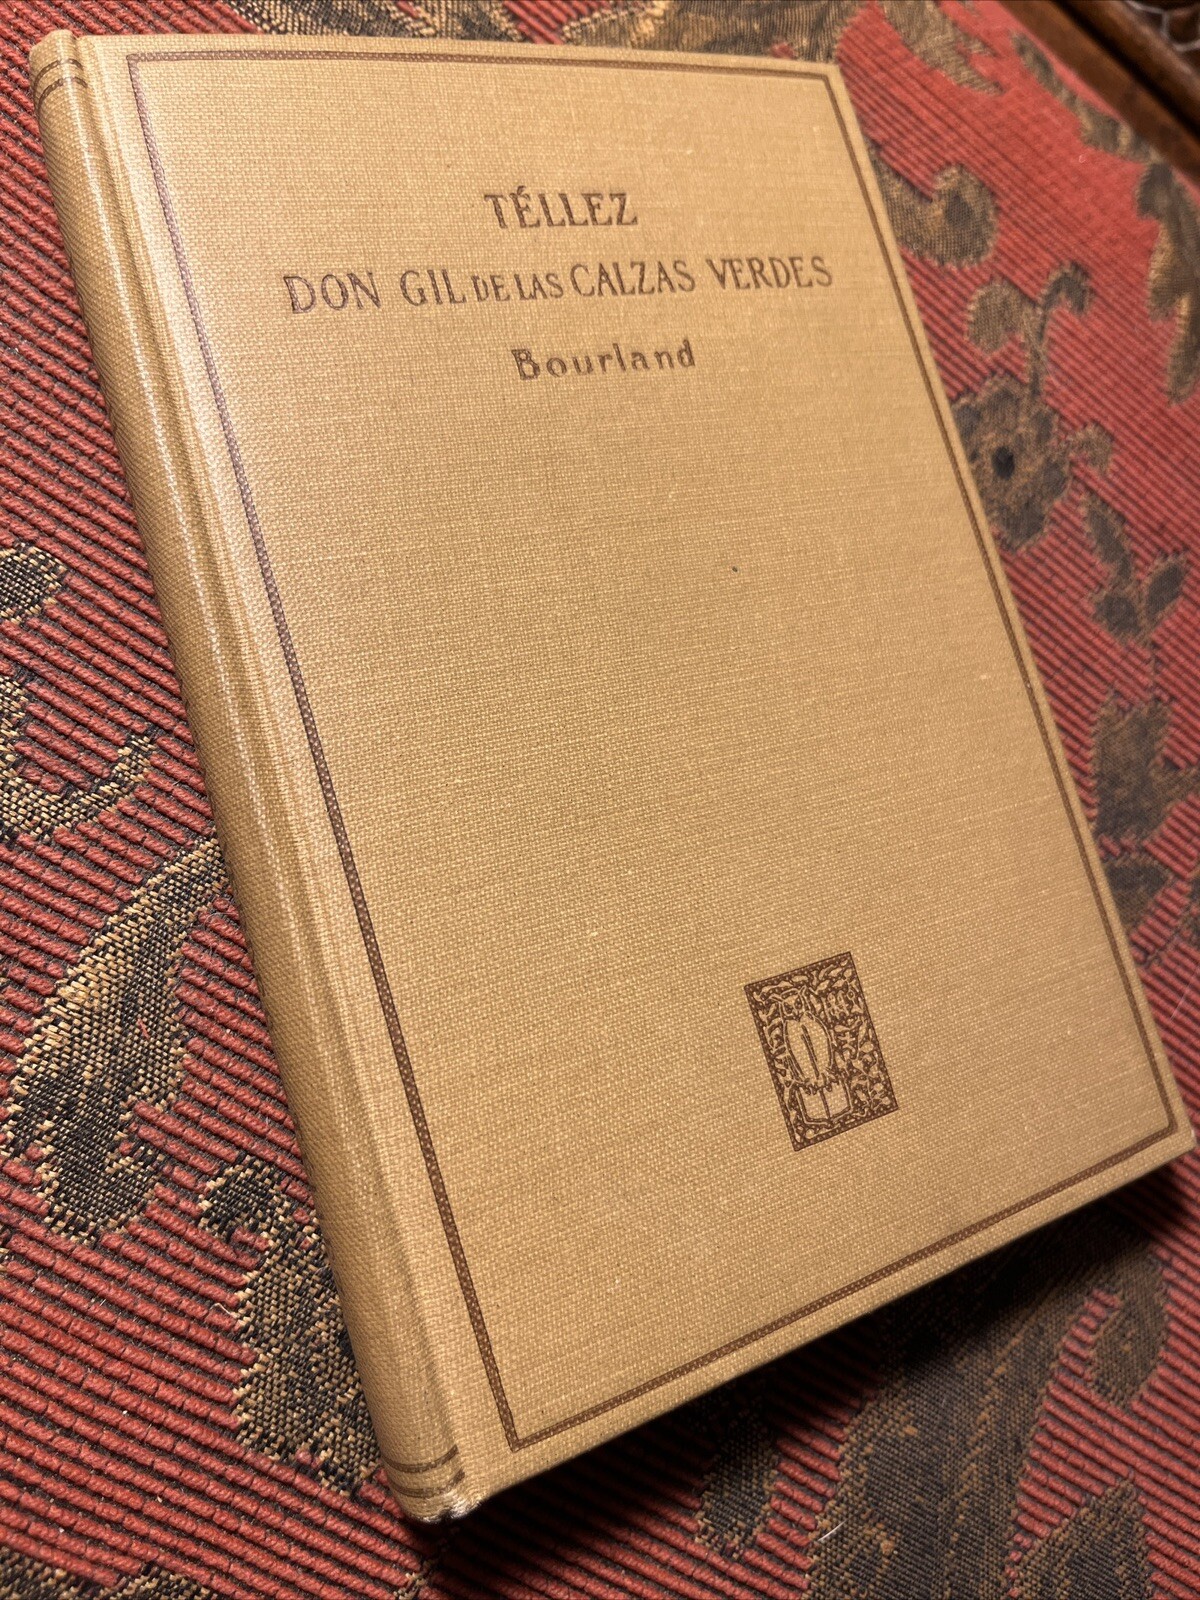 TÉLLEZ
DON GIL DE LAS CALZAS VERDES
Bourland